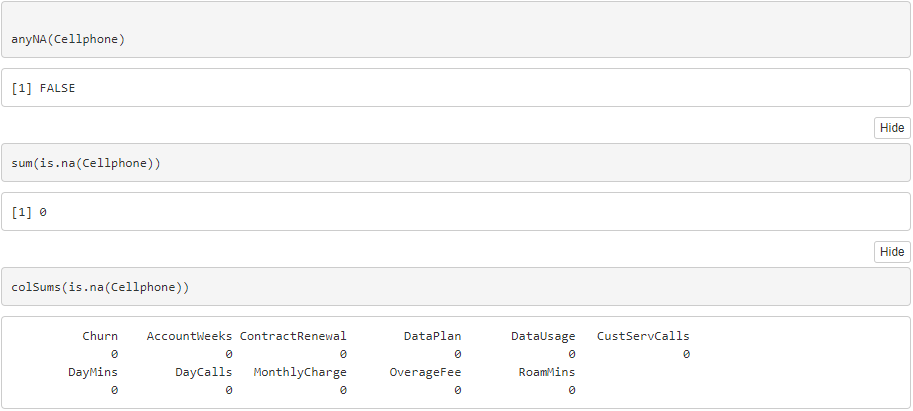 anyNA(Cellphone)
[1] FALSE
Hide
sum(is.na(Cellphone))
[1] 0
Hide
colSums(is.na(Cellphone))
Churn AccountWeeks ContractRenewal DataPlan DataUsage CustServCalls
0 0 0 0 0 0
DayMins DayCalls MonthlyCharge OverageFee RoamMins
0 0 0 0 0